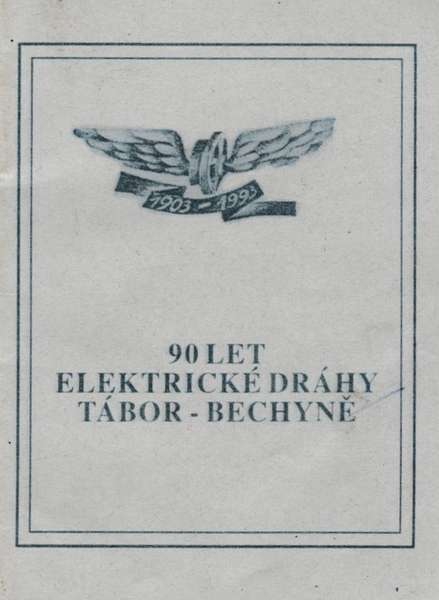 1903-1993
90 LET
ELEKTRICKÉ DRÁHY
TÁBOR - BECHYNĚ